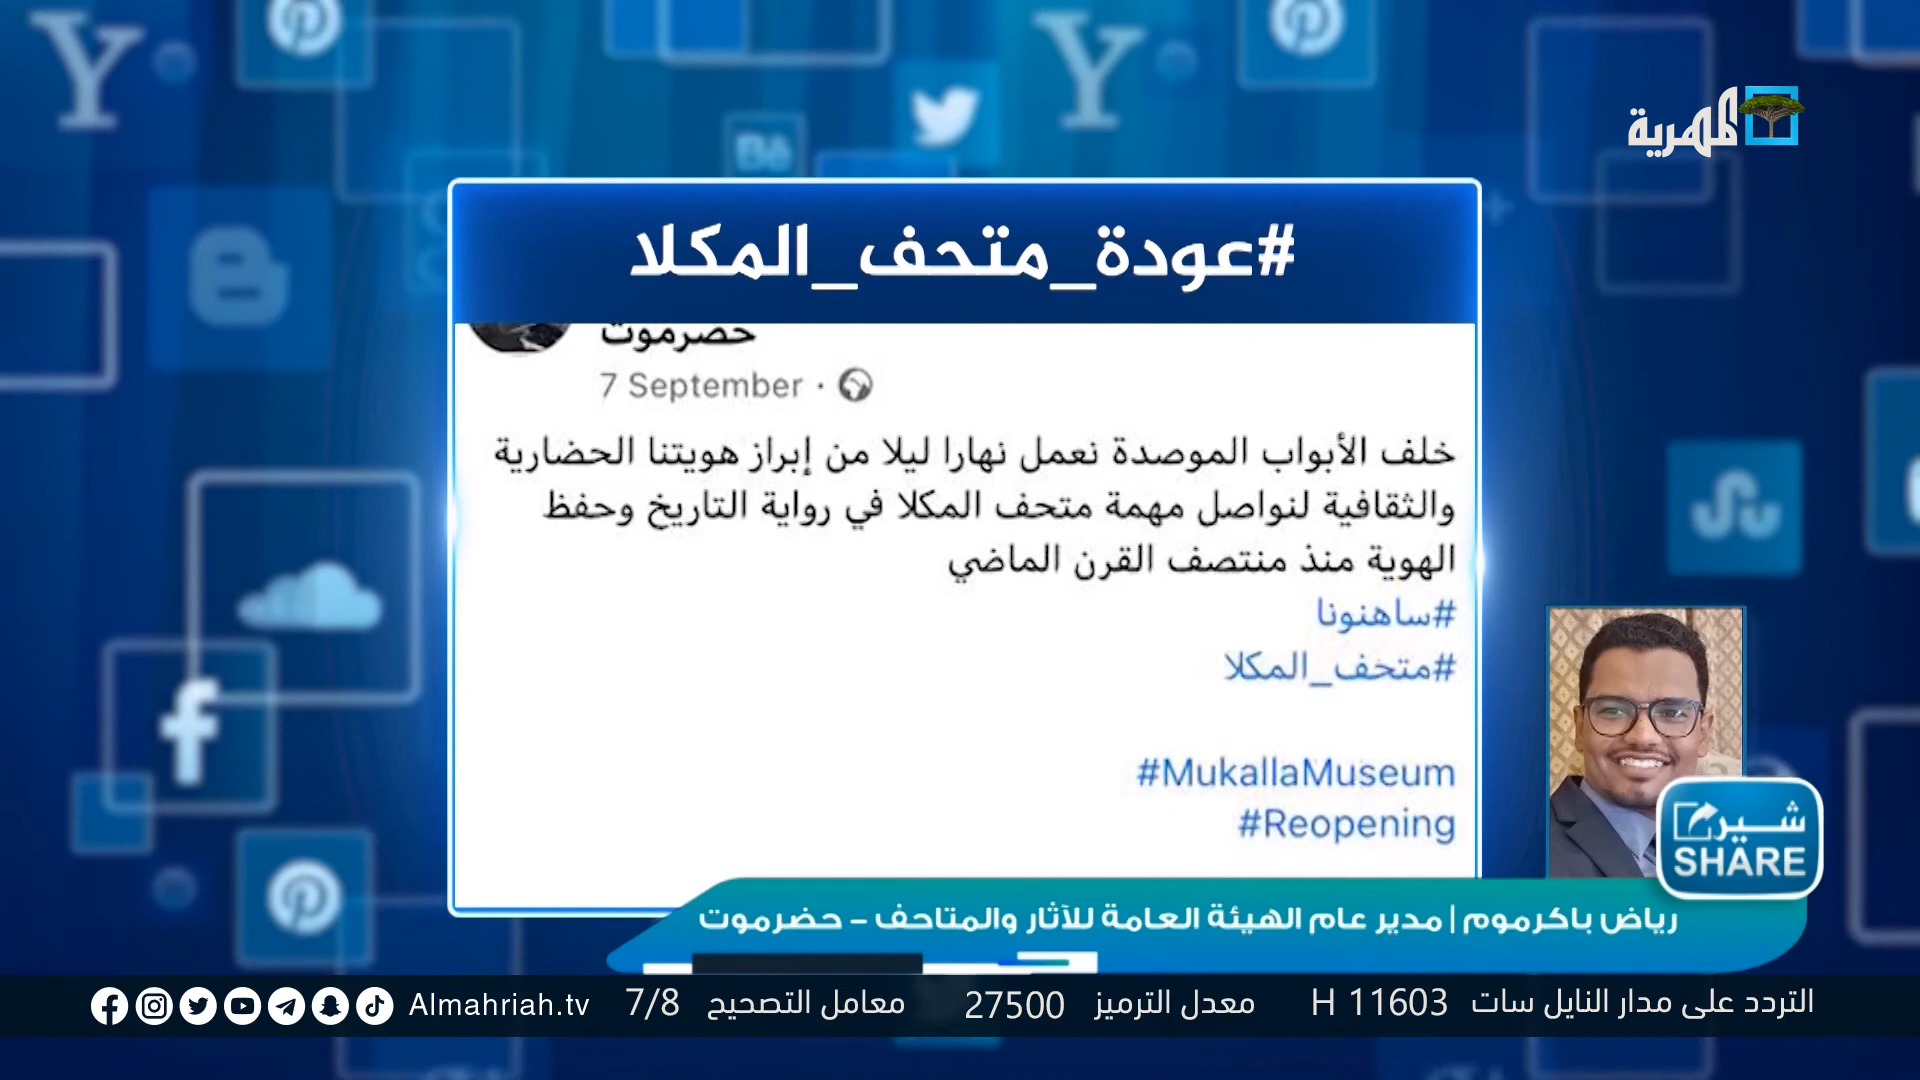 المهرية
#عودة_متحف_المكلا
حضرموت
7 September ·
خلف الأبواب الموصدة نعمل نهارا ليلا من إبراز هويتنا الحضارية
والثقافية لنواصل مهمة متحف المكلا في رواية التاريخ وحفظ
الهوية منذ منتصف القرن الماضي
#ساهنونا
#متحف_المكلا
#MukallaMuseum
#Reopening
شير
SHARE
رياض باكرموم | مدير عام الهيئة العامة للآثار والمتاحف - حضرموت
التردد على مدار النايل سات 11603 H معدل الترميز 27500 معامل التصحيح 7/8 Almahriah.tv